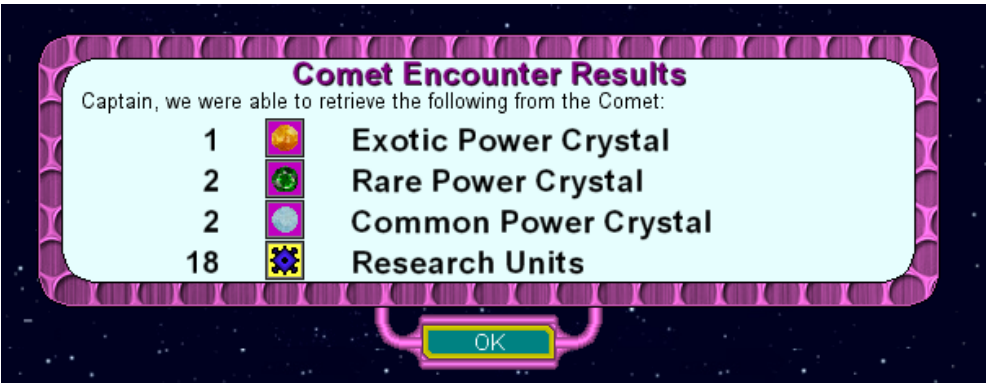 Comet Encounter Results
Captain, we were able to retrieve the following from the Comet:
1 Exotic Power Crystal
2 Rare Power Crystal
2 Common Power Crystal
18 Research Units
OK